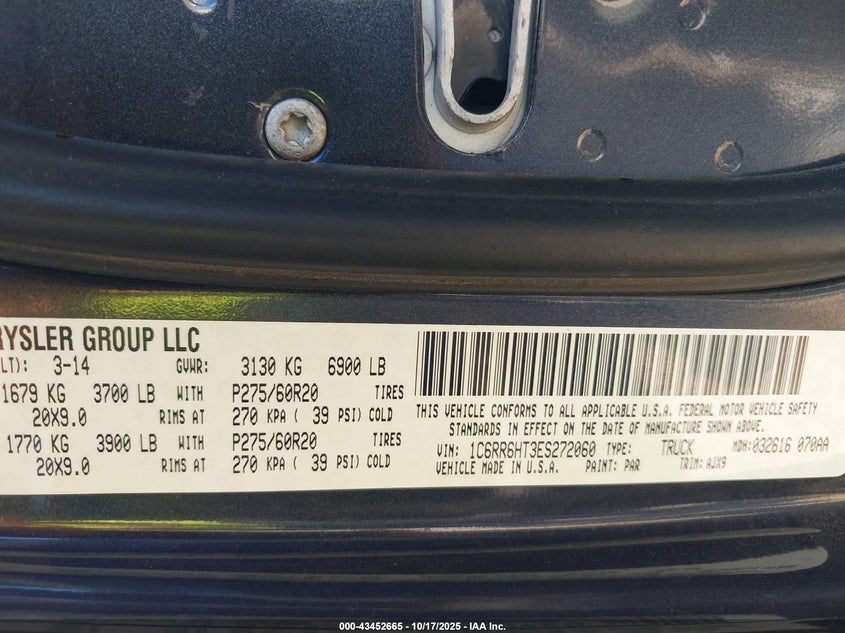 RYSLER GROUP LLC
LT): 3-14 GVWR: 3130 KG 6900 LB
1679 KG 3700 LB WITH P275/60R20 TIRES
20X9.0 RIMS AT 270 KPA ( 39 PSI) COLD
1770 KG 3900 LB WITH P275/60R20 TIRES
20X9.0 RIMS AT 270 KPA ( 39 PSI) COLD
THIS VEHICLE CONFORMS TO ALL APPLICABLE U.S.A. FEDERAL MOTOR VEHICLE SAFETY
STANDARDS IN EFFECT ON THE DATE OF MANUFACTURE SHOWN ABOVE
VIN: 1C6RR6HT3ES272060 TYPE: TRUCK MDH: 032616 070AA
VEHICLE MADE IN U.S.A. PAINT: PAR TRIM: AJX9
000-43452665 - 10/17/2025 - IAA Inc.